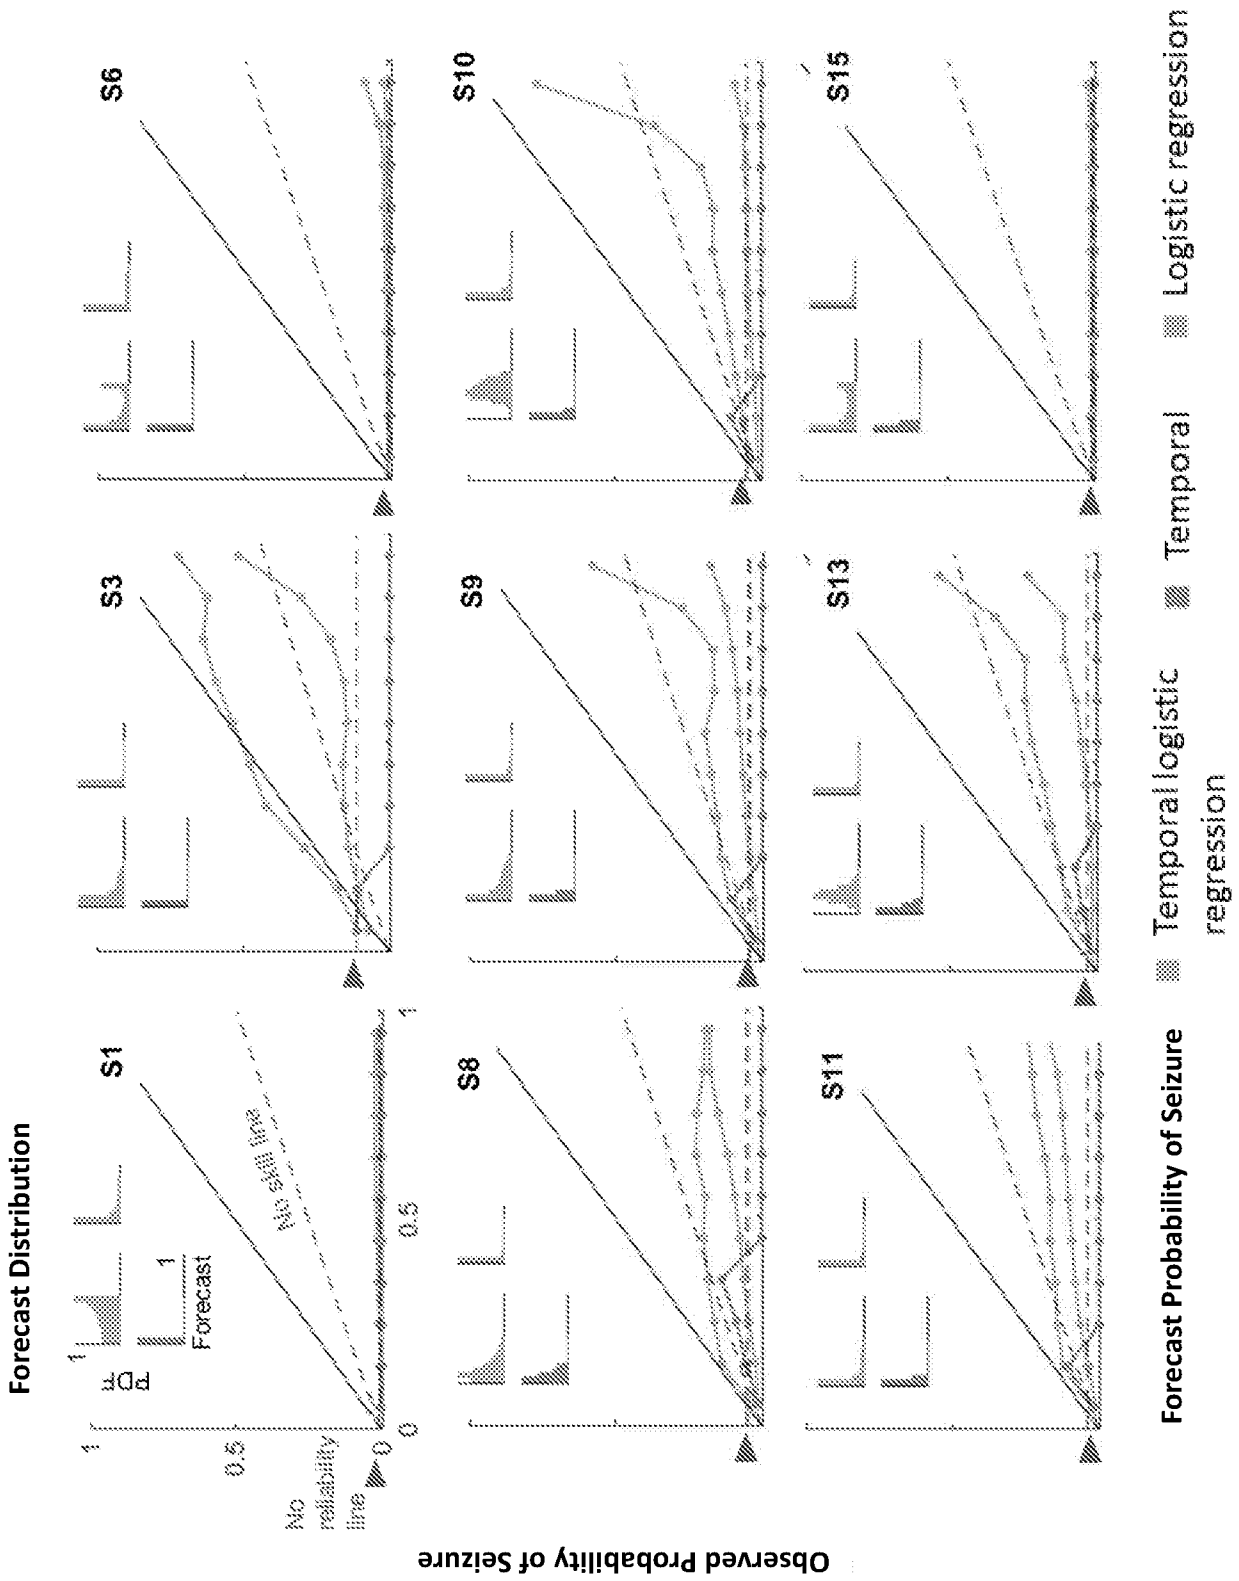 Forecast Distribution
Observed Probability of Seizure
1
PDF
1
Forecast
S1
No skill line
1
0.5
0
No
reliability
line
0
0.5
1
S3
S6
S8
S9
S10
S11
S13
S15
Forecast Probability of Seizure
Temporal logistic
regression
Temporal
Logistic regression